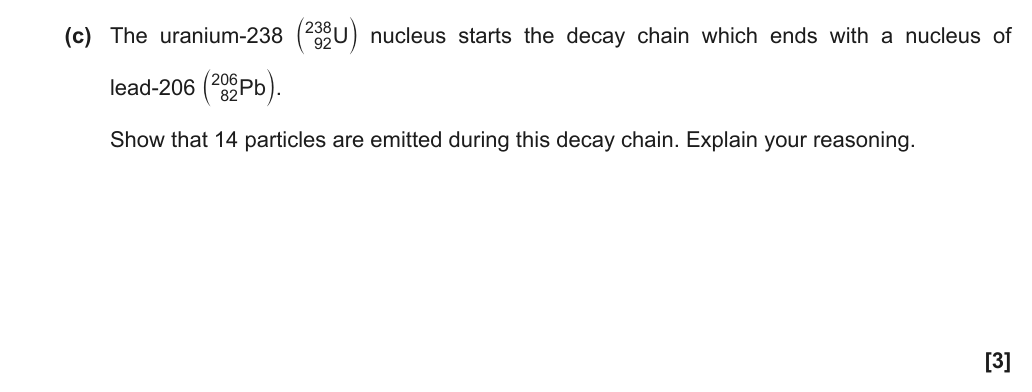 (c) The uranium-238 (²³⁸₉₂U) nucleus starts the decay chain which ends with a nucleus of
lead-206 (²⁰⁶₈₂Pb).
Show that 14 particles are emitted during this decay chain. Explain your reasoning.
[3]